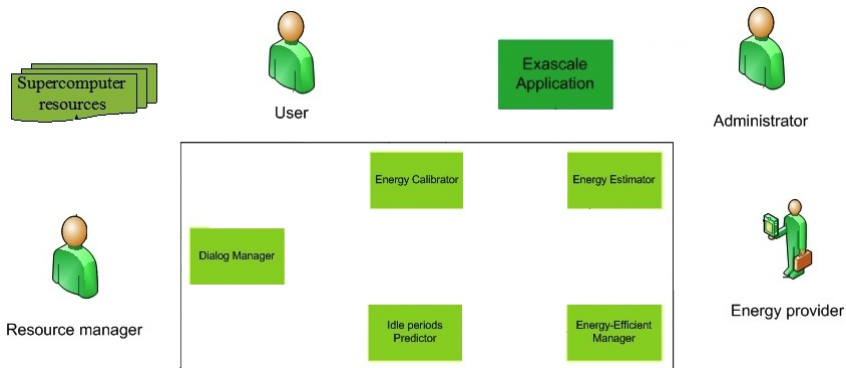 Supercomputer
resources
User
Exascale
Application
Administrator
Energy Calibrator
Energy Estimator
Dialog Manager
Resource manager
Idle periods
Predictor
Energy-Efficient
Manager
Energy provider